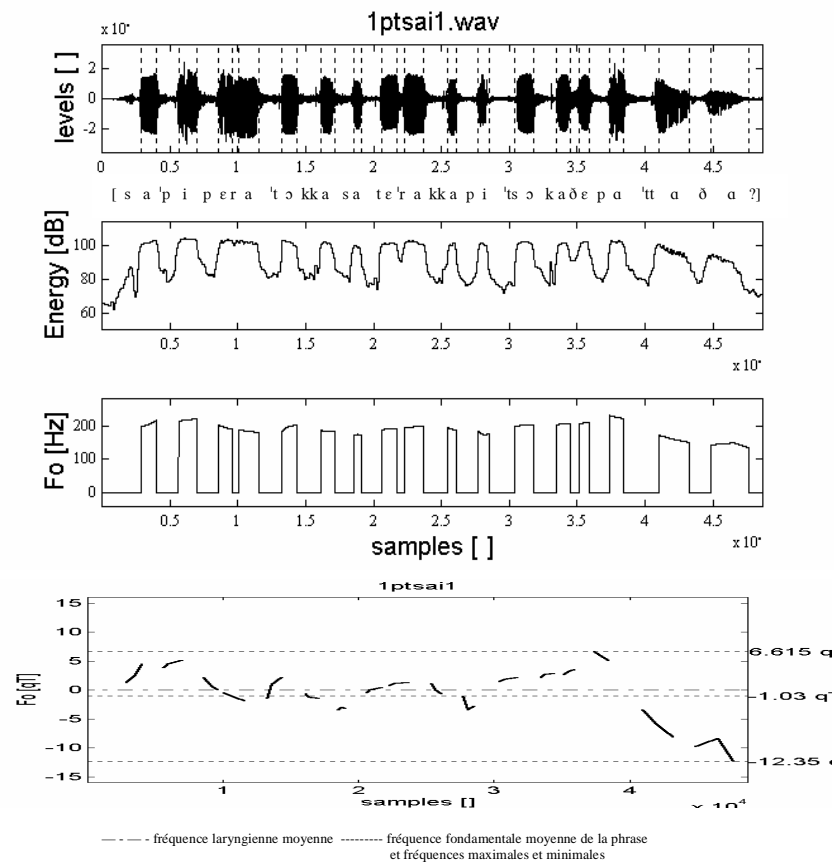 1ptsai1.wav
x 10⁴
levels [ ]
2
0
-2
0 0.5 1 1.5 2 2.5 3 3.5 4 4.5
[ s a ˈp i p ɛ r a ˈt ɔ kk a s a t ɛ ˈr a kk a p i ˈts ɔ k a ð ɛ p ɑ ˈtt ɑ ð ɑ ?]
Energy [dB]
100
80
60
0.5 1 1.5 2 2.5 3 3.5 4 4.5
x 10⁴
Fo [Hz]
200
100
0
0.5 1 1.5 2 2.5 3 3.5 4 4.5
samples [ ] x 10⁴
1ptsai1
Fo [qT]
15
10
5
0
-5
-10
-15
6.615 q
-1.03 q
-12.35 q
1 2 3 4
samples [] x 10⁴
fréquence laryngienne moyenne fréquence fondamentale moyenne de la phrase
et fréquences maximales et minimales